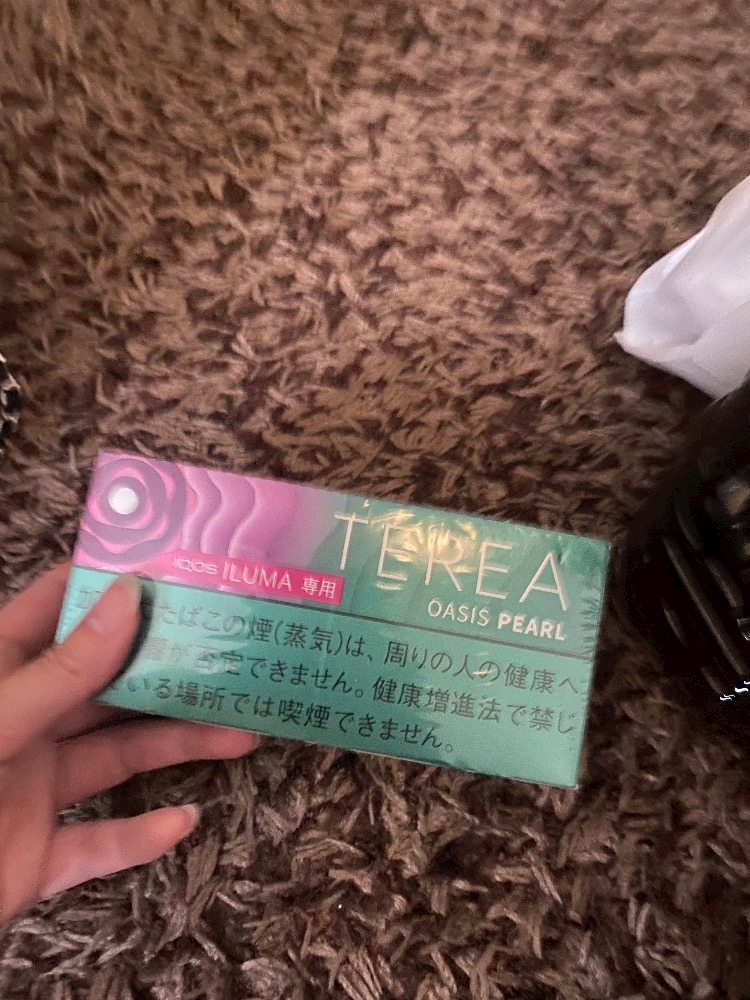 TEREA
IQOS ILUMA 専用
OASIS PEARL
たばこの煙(蒸気)は、周りの人の健康へ
が否定できません。健康増進法で禁じ
いる場所では喫煙できません。